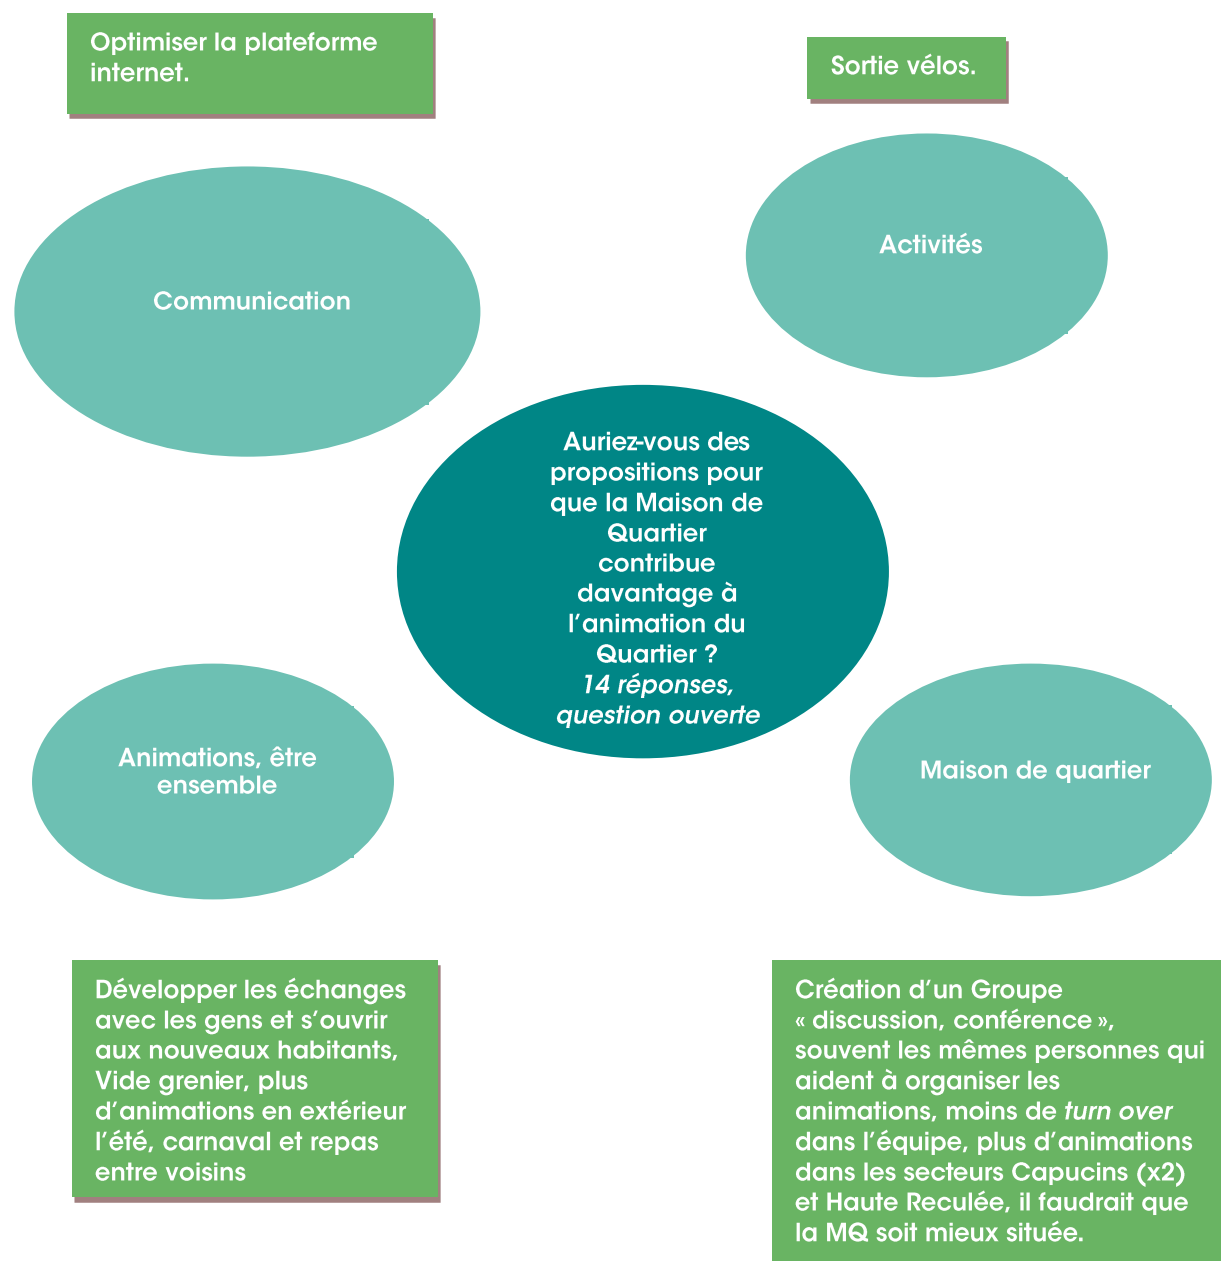 Optimiser la plateforme
internet.
Sortie vélos.
Communication
Activités
Auriez-vous des
propositions pour
que la Maison de
Quartier
contribue
davantage à
l’animation du
Quartier ?
14 réponses,
question ouverte
Animations, être
ensemble
Maison de quartier
Développer les échanges
avec les gens et s’ouvrir
aux nouveaux habitants,
Vide grenier, plus
d’animations en extérieur
l’été, carnaval et repas
entre voisins
Création d’un Groupe
« discussion, conférence »,
souvent les mêmes personnes qui
aident à organiser les
animations, moins de turn over
dans l’équipe, plus d’animations
dans les secteurs Capucins (x2)
et Haute Reculée, il faudrait que
la MQ soit mieux située.